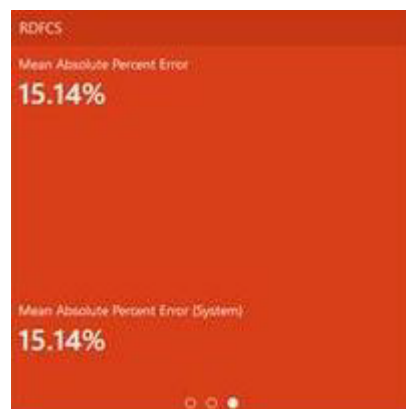 RDFCS
Mean Absolute Percent Error
15.14%
Mean Absolute Percent Error (System)
15.14%